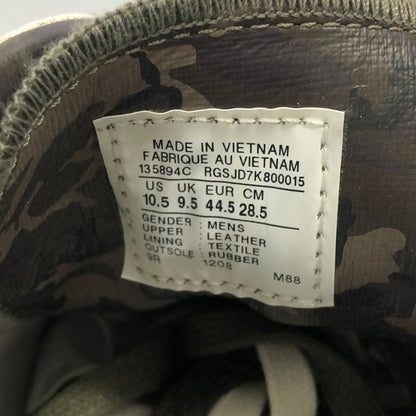 MADE IN VIETNAM
FABRIQUE AU VIETNAM
135894C RGSJD7K800015
US UK EUR CM
10.5 9.5 44.5 28.5
GENDER : MENS
UPPER : LEATHER
LINING : TEXTILE
OUTSOLE : RUBBER
9R 1208 M88